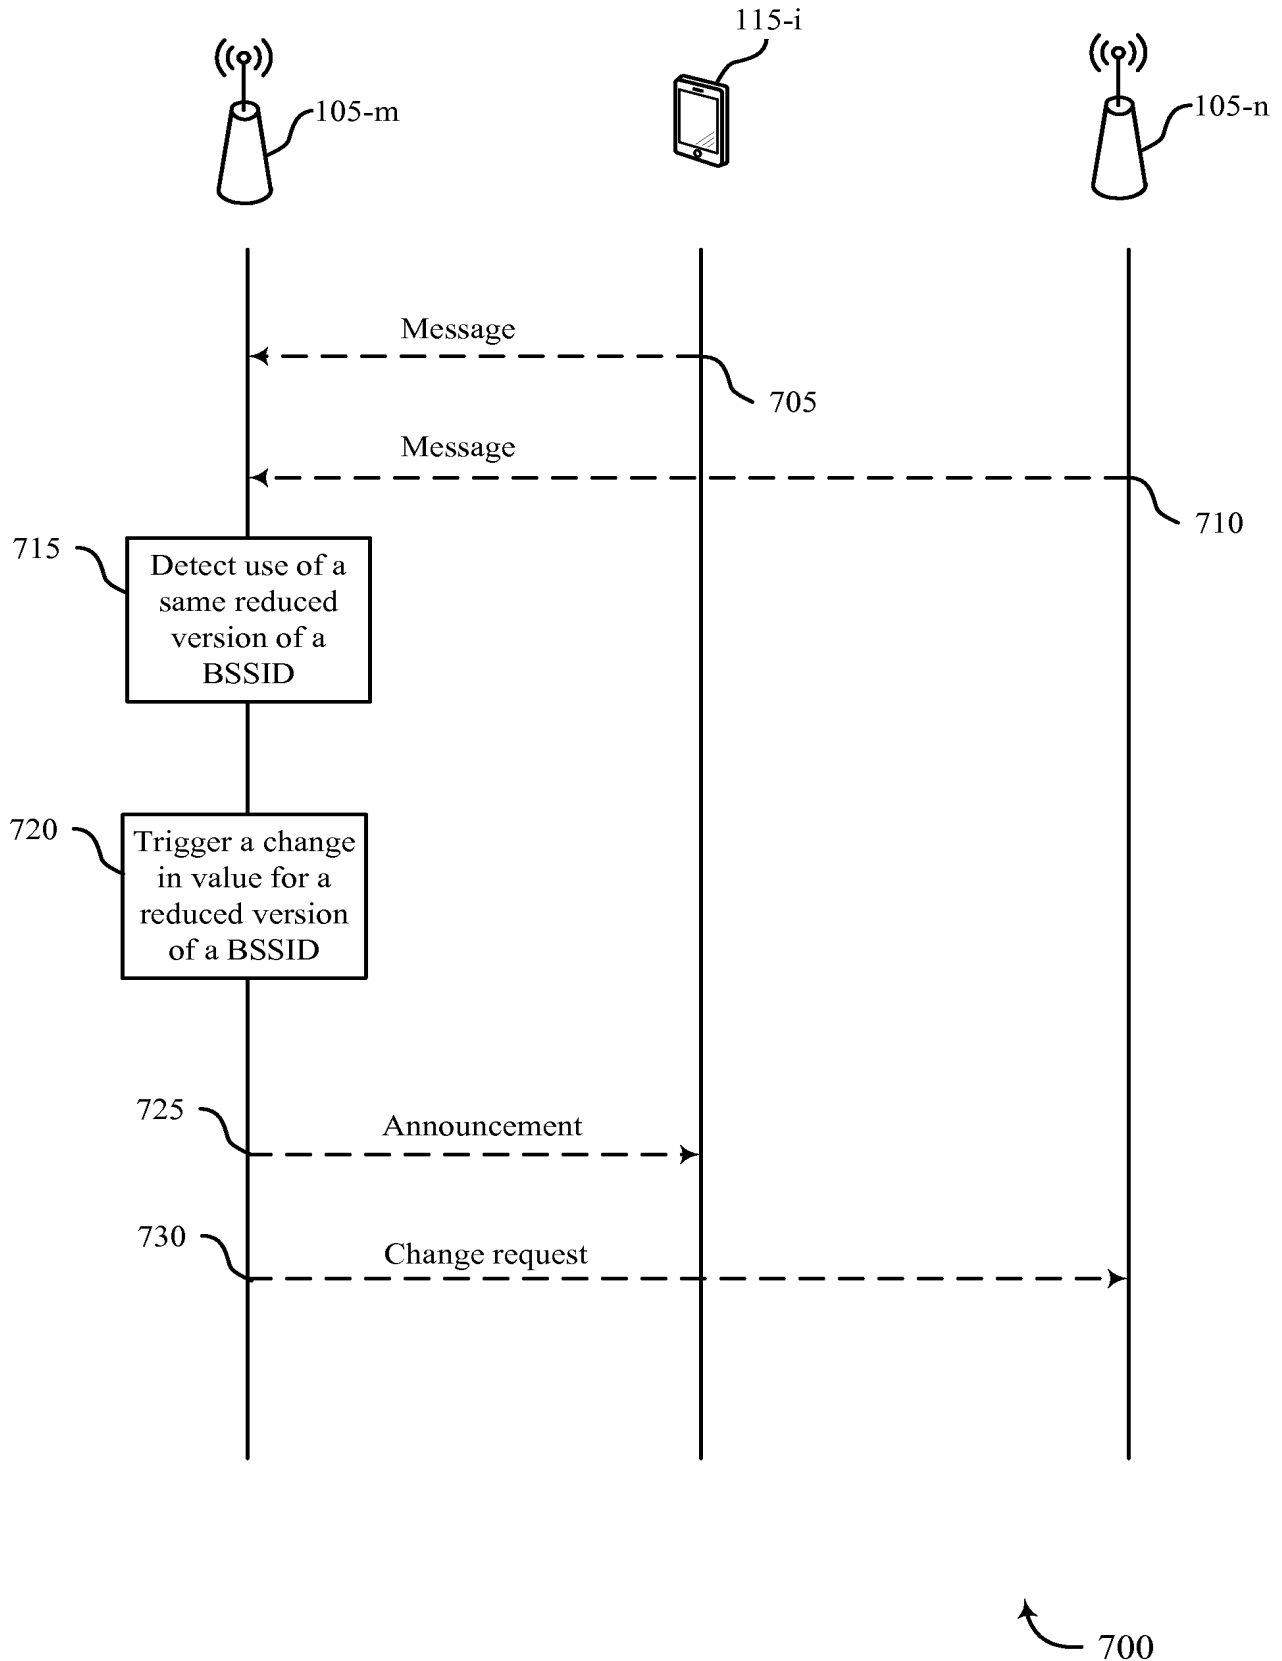 115-i
105-m
105-n
Message
705
Message
710
715
Detect use of a
same reduced
version of a
BSSID
720
Trigger a change
in value for a
reduced version
of a BSSID
725
Announcement
730
Change request
700